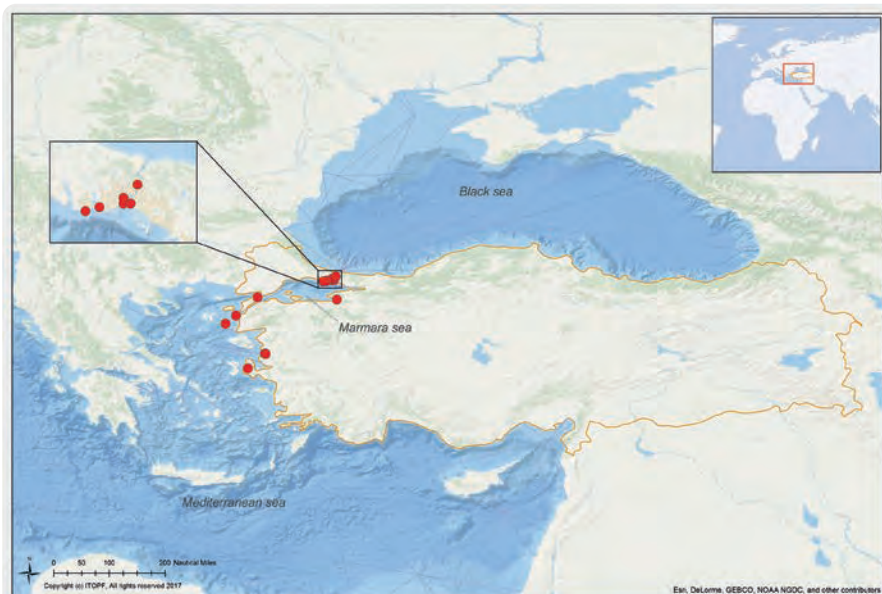 Black sea
Marmara sea
Mediterranean sea
N
0 50 100 200 Nautical Miles
Copyright (c) ITOPF, All rights reserved 2017
Esri, DeLorme, GEBCO, NOAA NGDC, and other contributors